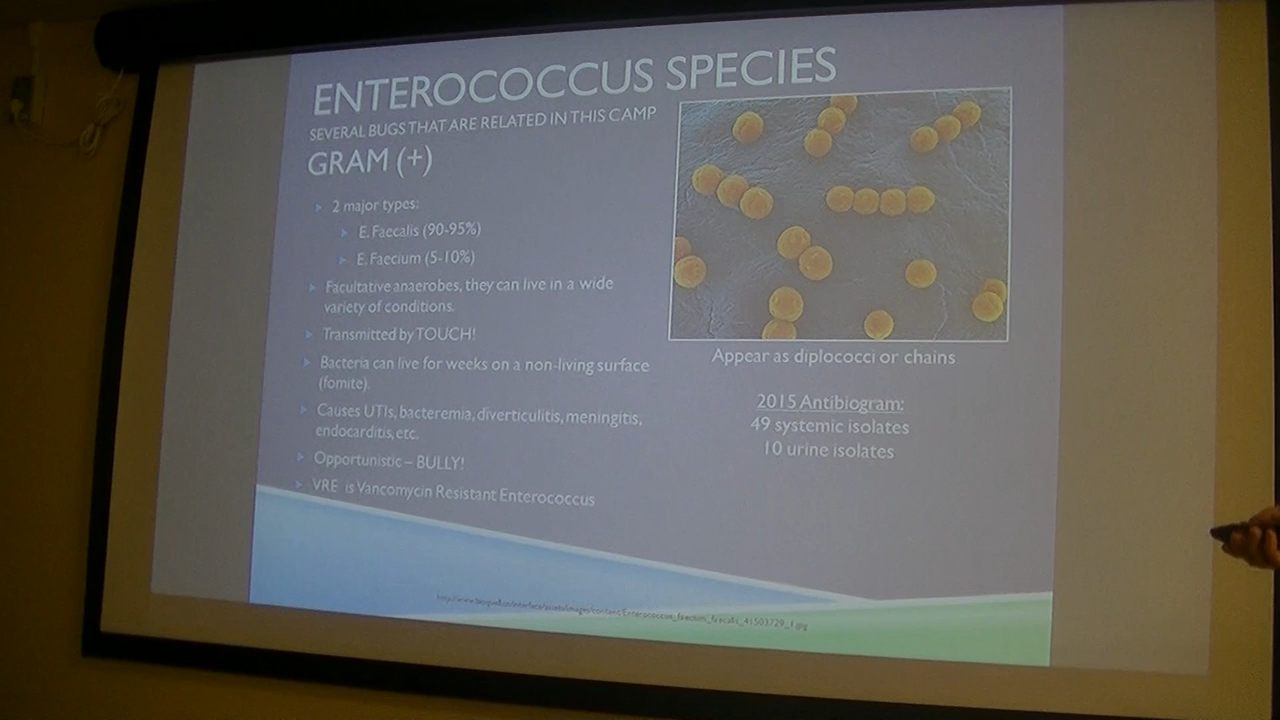 ENTEROCOCCUS SPECIES
SEVERAL BUGS THAT ARE RELATED IN THIS CAMP
GRAM (+)
2 major types:
E. Faecalis (90-95%)
E. Faecium (5-10%)
Facultative anaerobes, they can live in a wide
variety of conditions.
Transmitted by TOUCH!
Bacteria can live for weeks on a non-living surface
(fomite).
Causes UTIs, bacteremia, diverticulitis, meningitis,
endocarditis, etc.
Opportunistic – BULLY!
VRE is Vancomycin Resistant Enterococcus
Appear as diplococci or chains
2015 Antibiogram:
49 systemic isolates
10 urine isolates